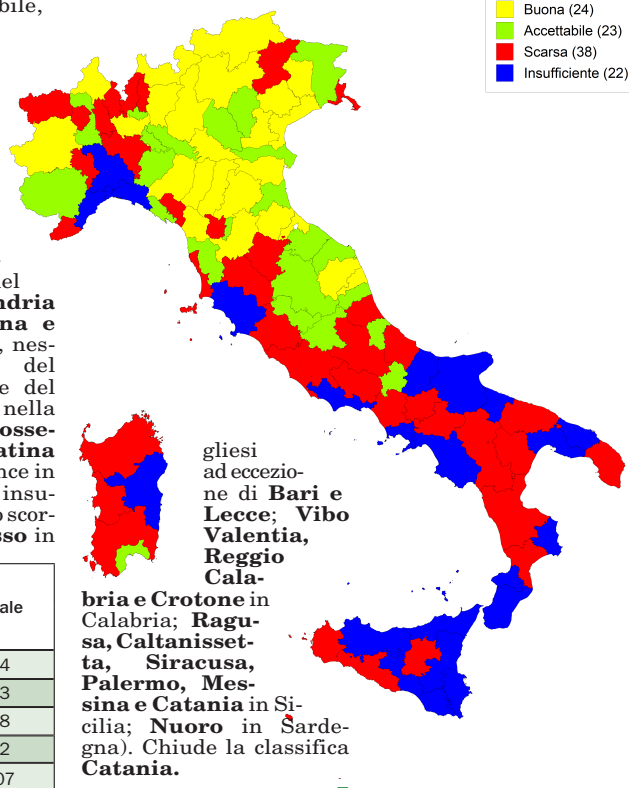 bile,
Buona (24)
Accettabile (23)
Scarsa (38)
Insufficiente (22)
el
ndria
na e
, nes-
del
e del
nella
osse-
atina
nce in
insu-
o scor-
sso in
ale
4
3
8
2
07
gliesi
ad eccezio-
ne di Bari e
Lecce; Vibo
Valentia,
Reggio
Cala-
bria e Crotone in
Calabria; Ragu-
sa, Caltanisset-
ta, Siracusa,
Palermo, Mes-
sina e Catania in Si-
cilia; Nuoro in Sarde-
gna). Chiude la classifica
Catania.